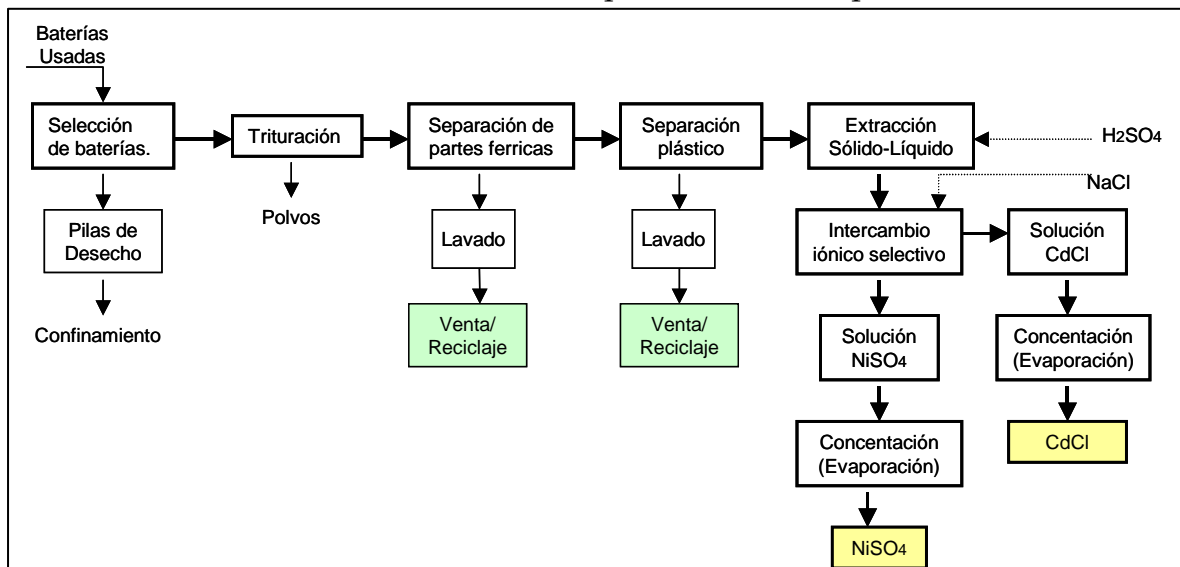 Baterías
Usadas
Selección
de baterías.
Trituración
Separación de
partes ferricas
Separación
plástico
Extracción
Sólido-Líquido
H2SO4
NaCl
Pilas de
Desecho
Polvos
Lavado
Lavado
Intercambio
iónico selectivo
Solución
CdCl
Confinamiento
Venta/
Reciclaje
Venta/
Reciclaje
Solución
NiSO4
Concentación
(Evaporación)
Concentación
(Evaporación)
CdCl
NiSO4